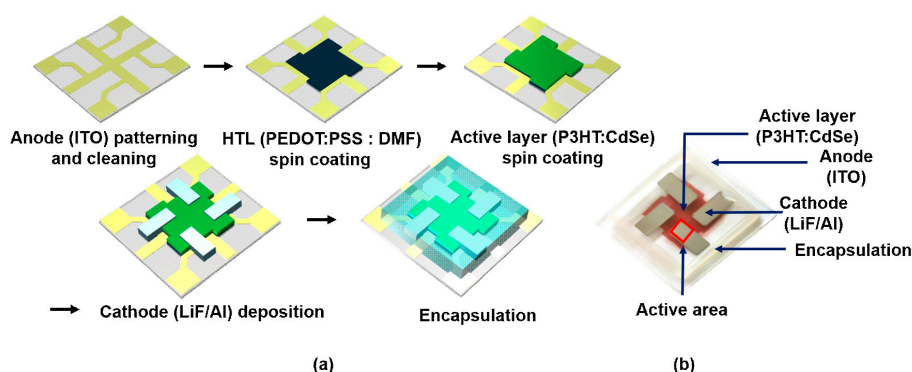 Anode (ITO) patterning
and cleaning
HTL (PEDOT:PSS : DMF)
spin coating
Active layer (P3HT:CdSe)
spin coating
Cathode (LiF/Al) deposition
Encapsulation
(a)
Active layer
(P3HT:CdSe)
Anode
(ITO)
Cathode
(LiF/Al)
Encapsulation
Active area
(b)